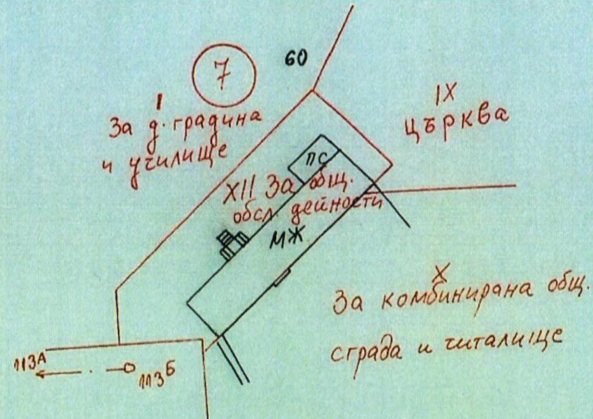 60
7
I
За д. градина
и училище
IX
Църква
ПС
XII За общ.
обсл. дейности
МЖ
X
За комбинирана общ.
сграда и читалище
113А
113Б